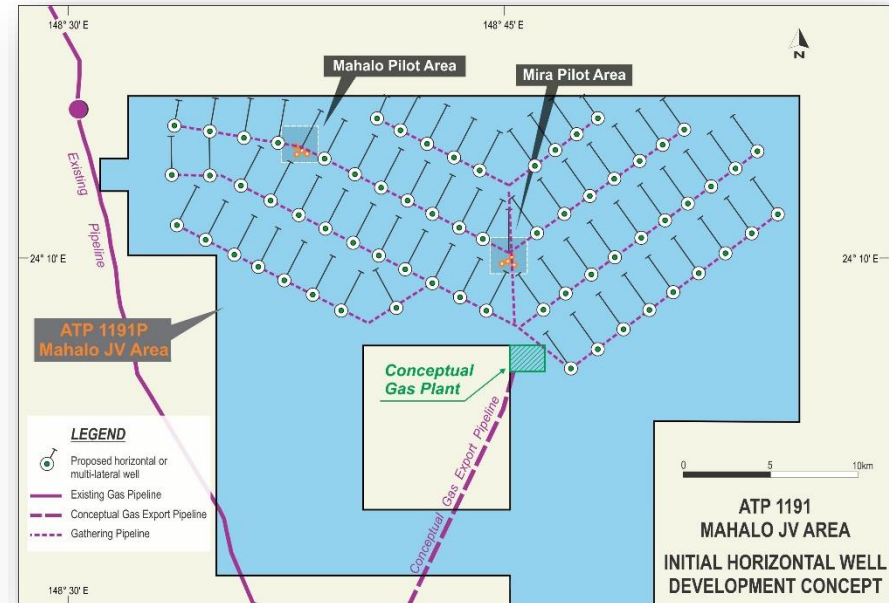 148° 30' E
148° 45' E
N
Mahalo Pilot Area
Mira Pilot Area
Existing
Pipeline
24° 10' E
24° 10' E
ATP 1191P
Mahalo JV Area
Conceptual
Gas Plant
Conceptual Gas Export Pipeline
LEGEND
Proposed horizontal or
multi-lateral well
Existing Gas Pipeline
Conceptual Gas Export Pipeline
Gathering Pipeline
0 5 10km
ATP 1191
MAHALO JV AREA
INITIAL HORIZONTAL WELL
DEVELOPMENT CONCEPT
148° 30' E